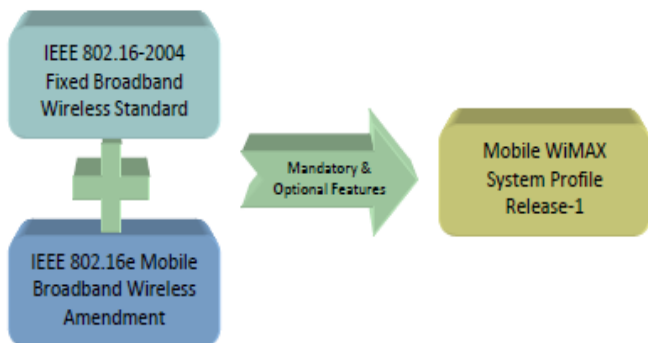 IEEE 802.16-2004
Fixed Broadband
Wireless Standard
IEEE 802.16e Mobile
Broadband Wireless
Amendment
Mandatory &
Optional Features
Mobile WiMAX
System Profile
Release-1